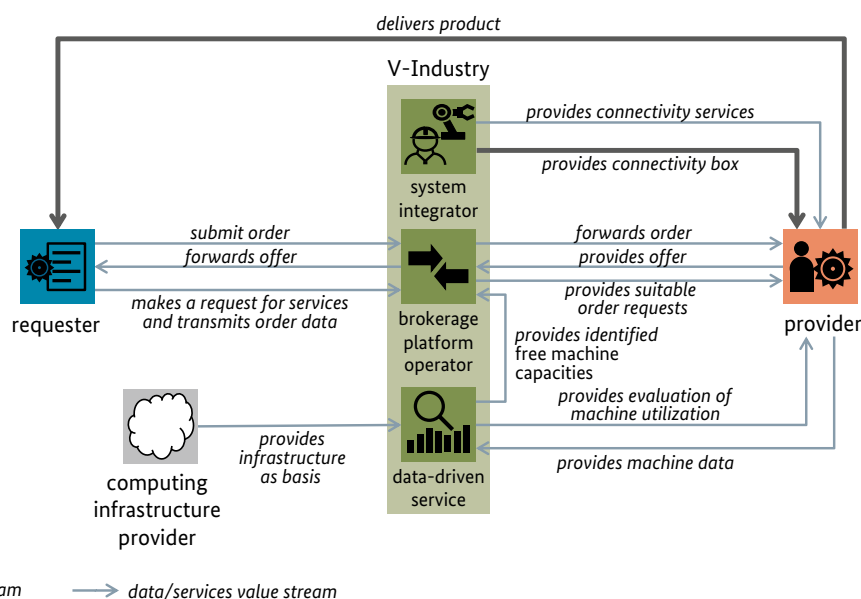 delivers product
V-Industry
provides connectivity services
provides connectivity box
system
integrator
submit order
forwards offer
makes a request for services
and transmits order data
requester
forwards order
provides offer
provides suitable
order requests
provider
brokerage
platform
operator
provides identified
free machine
capacities
provides evaluation of
machine utilization
provides machine data
provides
infrastructure
as basis
data-driven
service
computing
infrastructure
provider
data/services value stream